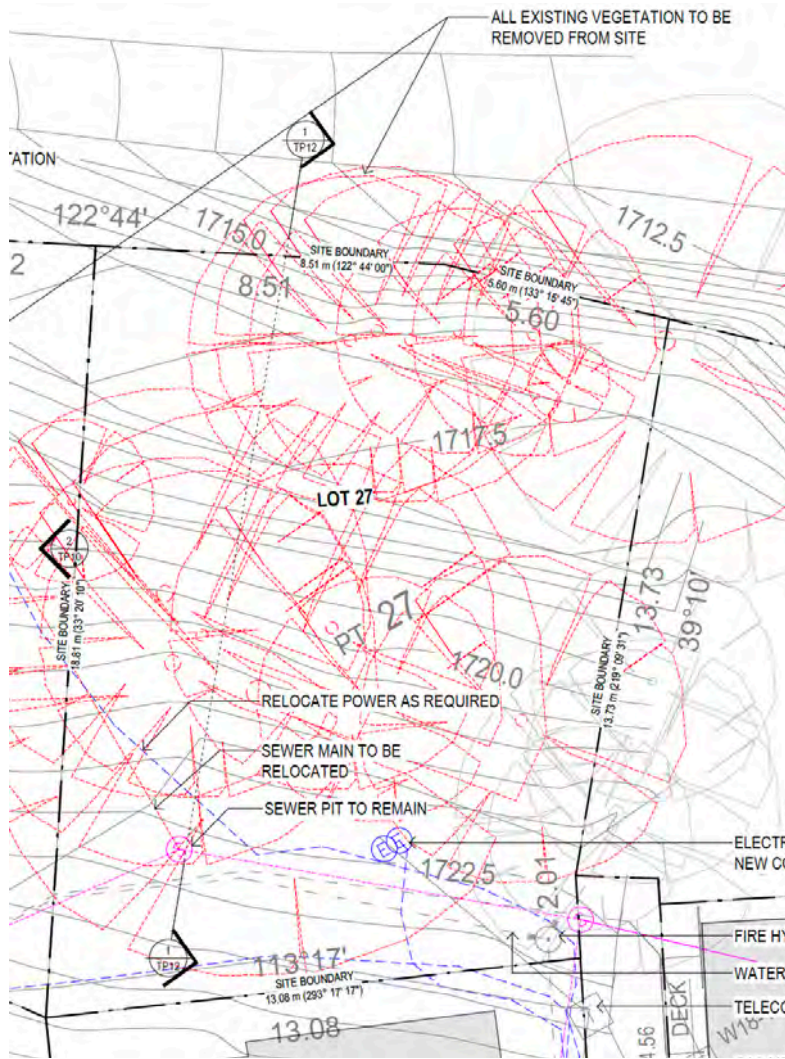 ALL EXISTING VEGETATION TO BE
REMOVED FROM SITE
1
TP12
TATION
122°44'
1715.0
1712.5
SITE BOUNDARY
8.51 m (122° 44' 00")
SITE BOUNDARY
5.60 m (133° 15' 45")
2
8.51
5.60
1717.5
LOT 27
2
TP10
SITE BOUNDARY
18.81 m (33° 20' 10")
PT 27
13.73
39°10'
1720.0
SITE BOUNDARY
13.73 m (219° 09' 31")
RELOCATE POWER AS REQUIRED
SEWER MAIN TO BE
RELOCATED
SEWER PIT TO REMAIN
S
E
E
ELECTR
NEW CO
1722.5
2.01
S
FIRE HY
1
TP12
113°17'
SITE BOUNDARY
13.08 m (293° 17' 17")
WATER
TELECO
13.08
4.56
DECK
W18-